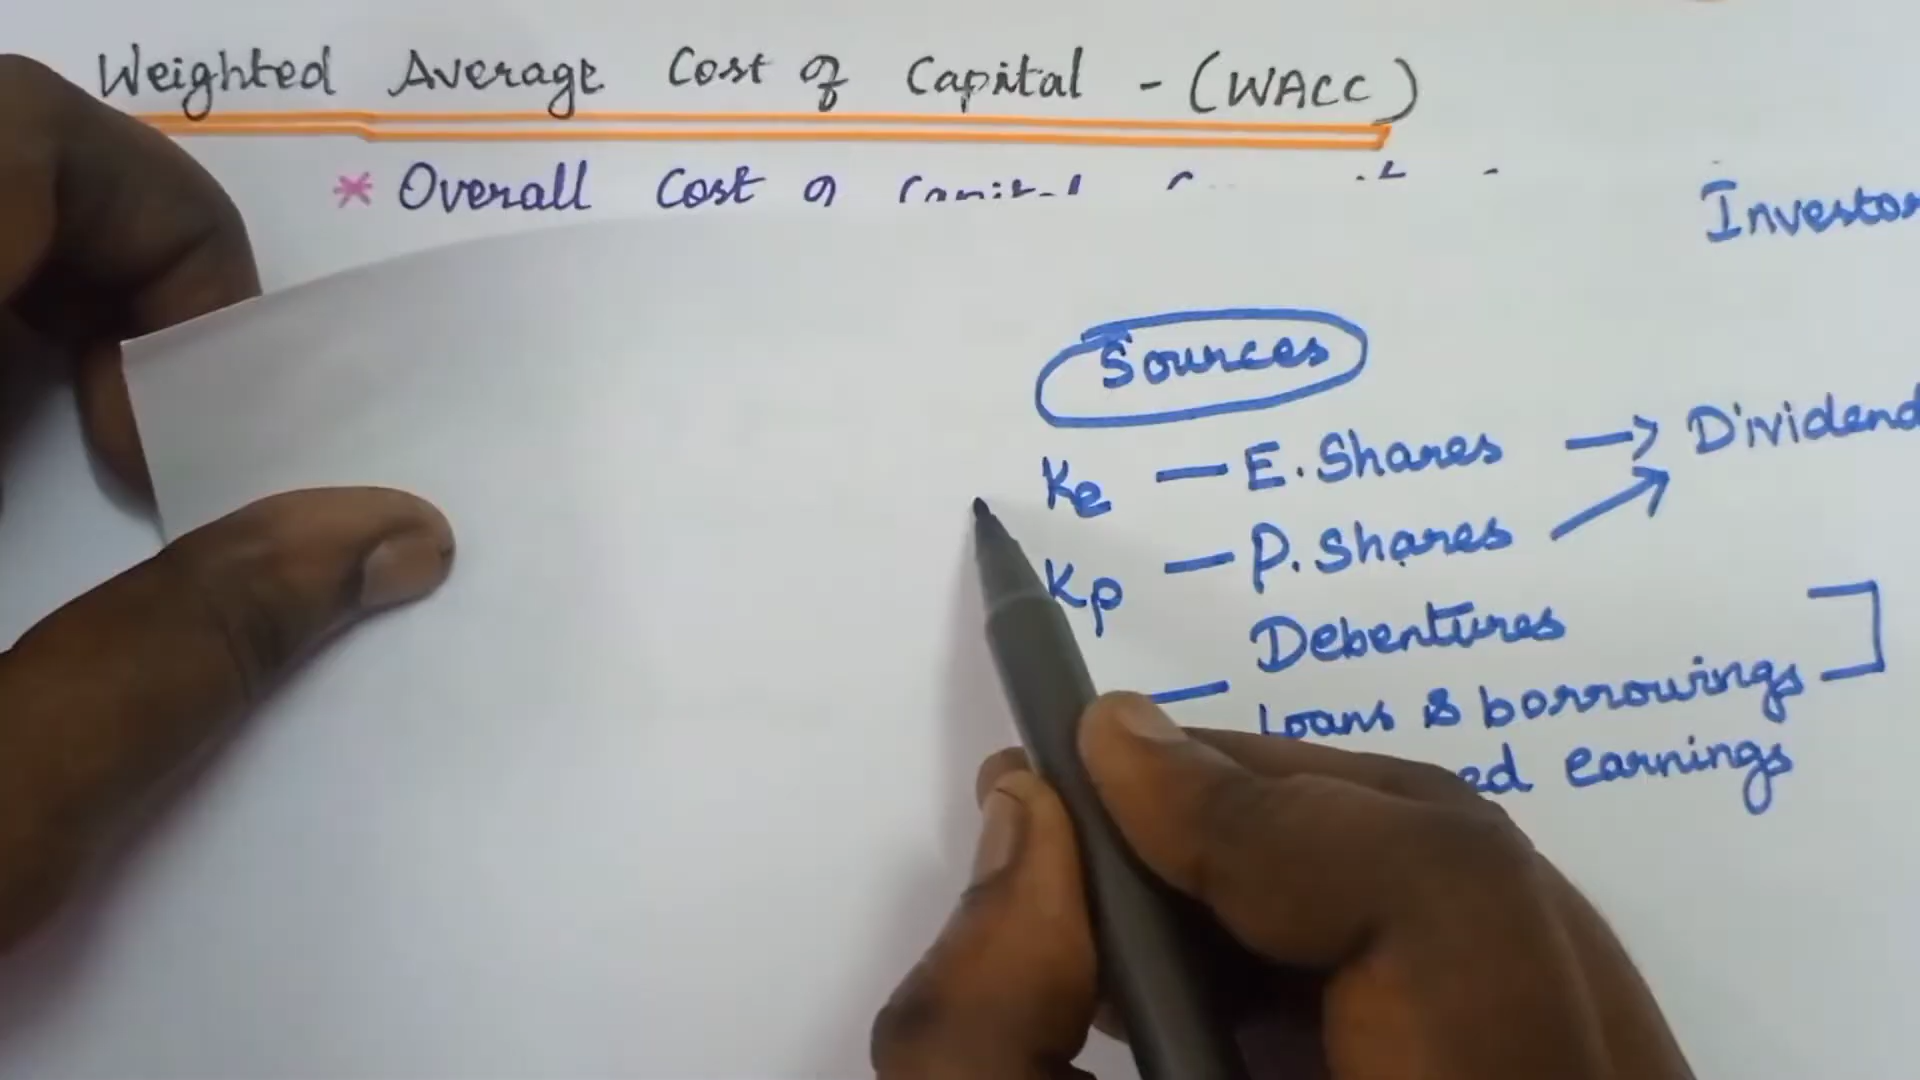 Weighted Average Cost of Capital - (WACC)
* Overall Cost
Investor
Sources
Ke — E. Shares → Dividend
Kp — P. Shares
Debentures
Loans & borrowings
earnings